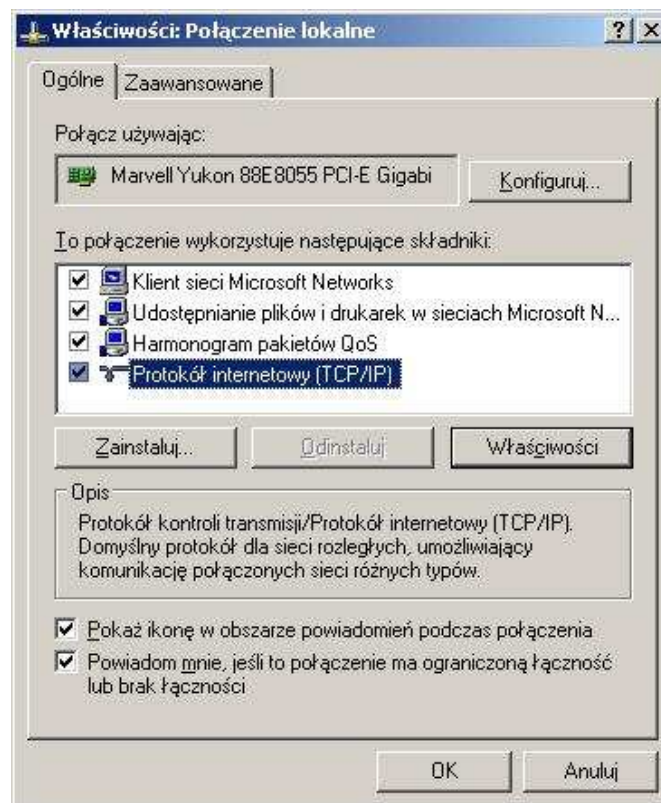 Właściwości: Połączenie lokalne
Ogólne
Zaawansowane
Połącz używając:
Marvell Yukon 88E8055 PCI-E Gigabi
Konfiguruj...
To połączenie wykorzystuje następujące składniki:
Klient sieci Microsoft Networks
Udostępnianie plików i drukarek w sieciach Microsoft N...
Harmonogram pakietów QoS
Protokół internetowy (TCP/IP)
Zainstaluj...
Odinstaluj
Właściwości
Opis
Protokół kontroli transmisji/Protokół internetowy (TCP/IP).
Domyślny protokół dla sieci rozległych, umożliwiający
komunikację połączonych sieci różnych typów.
Pokaż ikonę w obszarze powiadomień podczas połączenia
Powiadom mnie, jeśli to połączenie ma ograniczoną łączność
lub brak łączności
OK
Anuluj